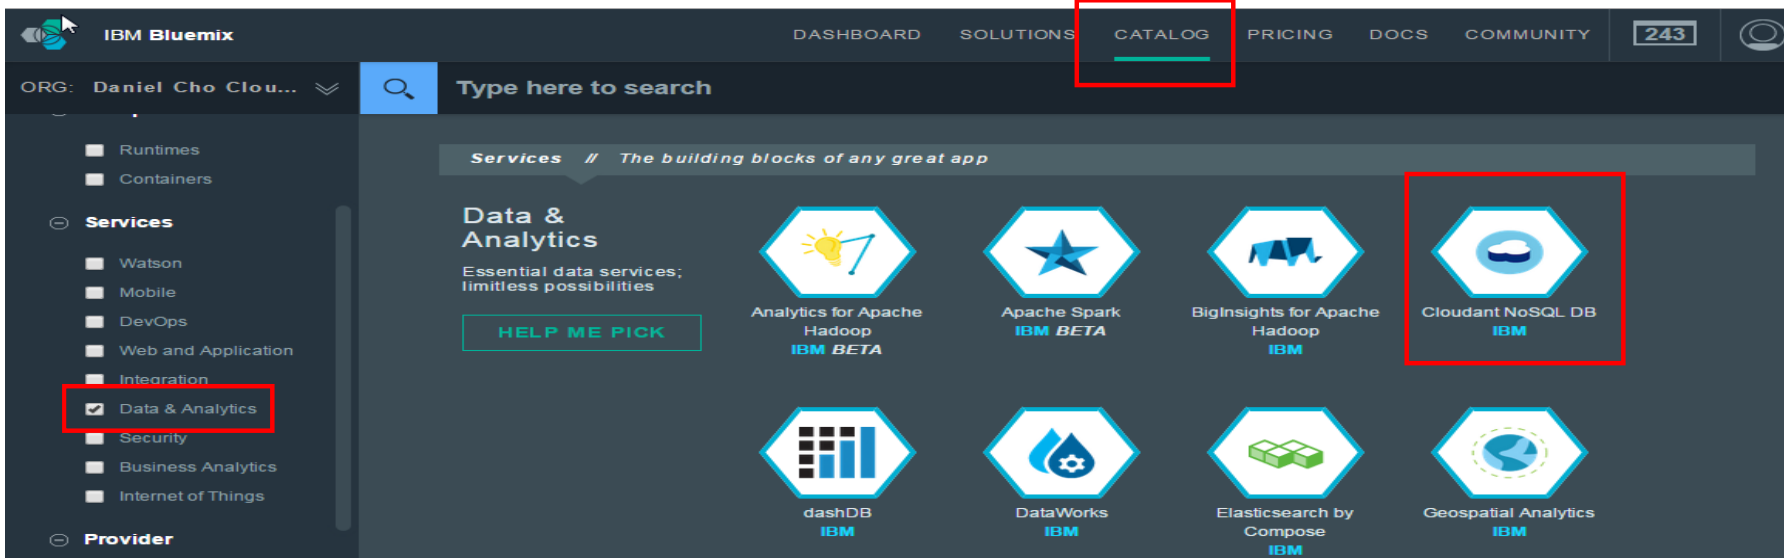 IBM Bluemix
DASHBOARD
SOLUTIONS
CATALOG
PRICING
DOCS
COMMUNITY
243
ORG: Daniel Cho Clou...
Type here to search
Runtimes
Containers
Services
Watson
Mobile
DevOps
Web and Application
Integration
Data & Analytics
Security
Business Analytics
Internet of Things
Provider
Services // The building blocks of any great app
Data &
Analytics
Essential data services;
limitless possibilities
HELP ME PICK
Analytics for Apache
Hadoop
IBM BETA
Apache Spark
IBM BETA
BigInsights for Apache
Hadoop
IBM
Cloudant NoSQL DB
IBM
dashDB
IBM
DataWorks
IBM
Elasticsearch by
Compose
IBM
Geospatial Analytics
IBM